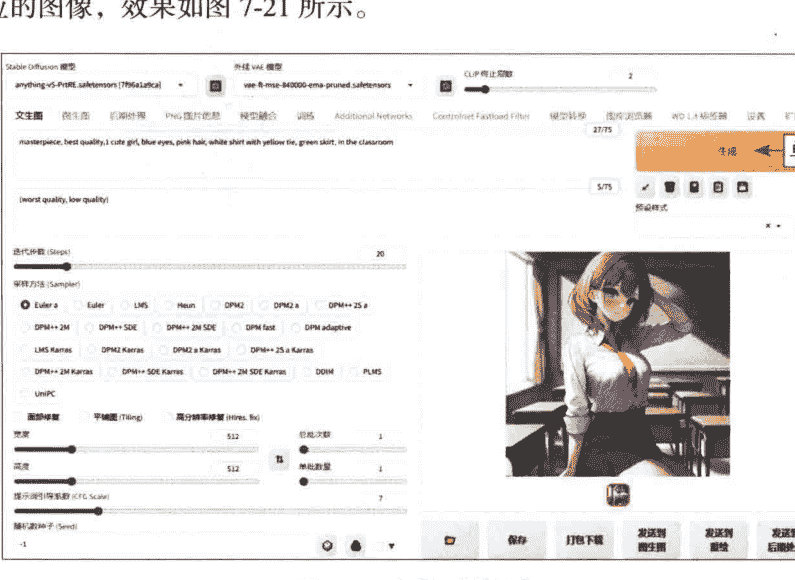 应的图像，效果如图 7-21 所示。
Stable Diffusion 模型
外挂 VAE 模型
CLIP 终止层数
2
anything-v5-PrtRE.safetensors [7f96a1a9ca]
vae-ft-mse-840000-ema-pruned.safetensors
文生图 图生图 后期处理 PNG 图片信息 模型融合 训练 Additional Networks Controlnet Fastload Filter 模型转换 图库浏览器 WD 1.4 标签器 设置
27/75
masterpiece, best quality,1 cute girl, blue eyes, pink hair, white shirt with yellow tie, green skirt, in the classroom
生成
5/75
(worst quality, low quality)
预设样式
迭代步数 (Steps)
20
采样方法 (Sampler)
Euler a Euler LMS Heun DPM2 DPM2 a DPM++ 2S a
DPM++ 2M DPM++ SDE DPM++ 2M SDE DPM fast DPM adaptive
LMS Karras DPM2 Karras DPM2 a Karras DPM++ 2S a Karras
DPM++ 2M Karras DPM++ SDE Karras DPM++ 2M SDE Karras DDIM PLMS
UniPC
面部修复 平铺图 (Tiling) 高分辨率修复 (Hires. fix)
宽度 512 总批次数 1
高度 512 单批数量 1
提示词引导系数 (CFG Scale) 7
随机数种子 (Seed)
-1
保存 打包下载 发送到图生图 发送到重绘 发送到